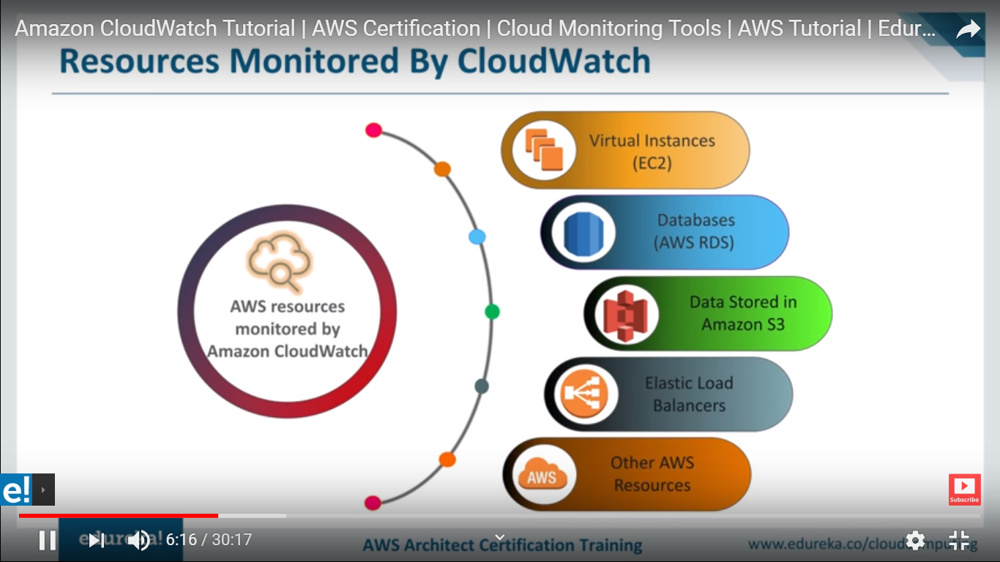 Amazon CloudWatch Tutorial | AWS Certification | Cloud Monitoring Tools | AWS Tutorial | Edur...
Resources Monitored By CloudWatch
AWS resources
monitored by
Amazon CloudWatch
Virtual Instances
(EC2)
Databases
(AWS RDS)
Data Stored in
Amazon S3
Elastic Load
Balancers
AWS
Other AWS
Resources
e!
Subscribe
edureka!
6:16 / 30:17
AWS Architect Certification Training
www.edureka.co/cloudcomputing